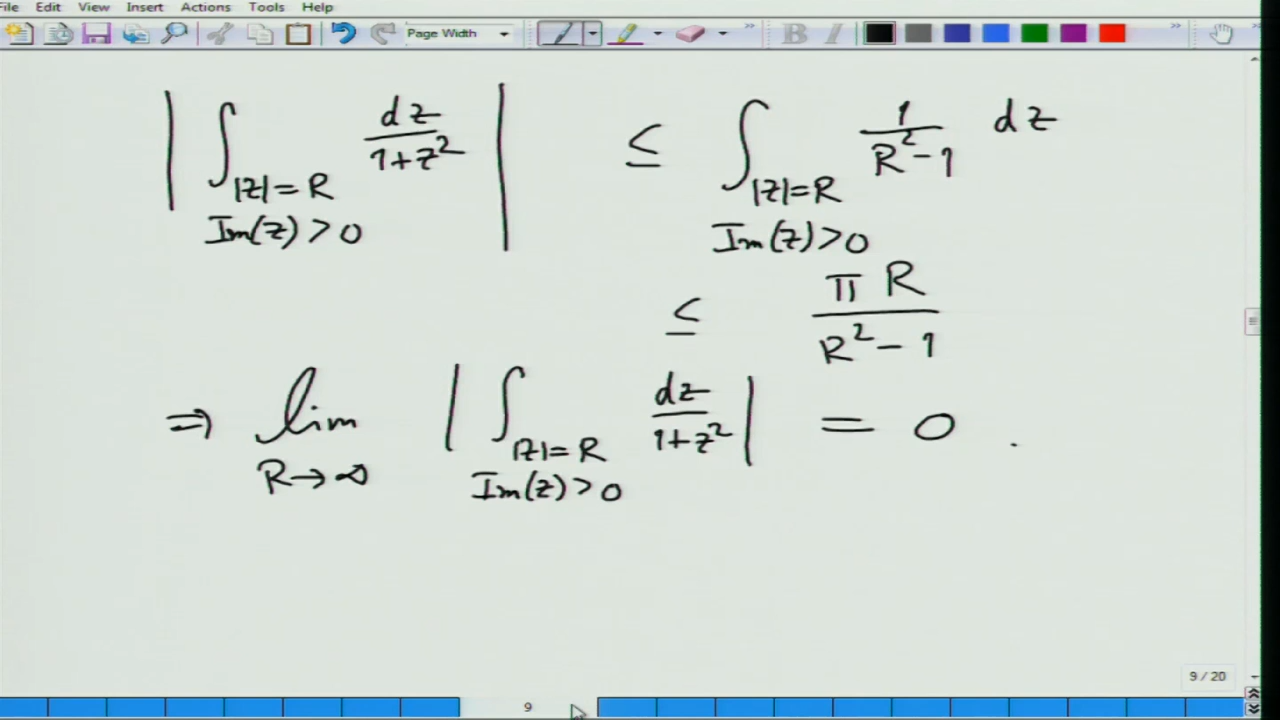 File Edit View Insert Actions Tools Help
Page Width B I
| ∫_{|z|=R, Im(z)>0} dz/(1+z²) | ≤ ∫_{|z|=R, Im(z)>0} 1/(R²-1) dz
≤ πR/(R²-1)
⇒ lim_{R→∞} | ∫_{|z|=R, Im(z)>0} dz/(1+z²) | = 0 .
9 / 20
9